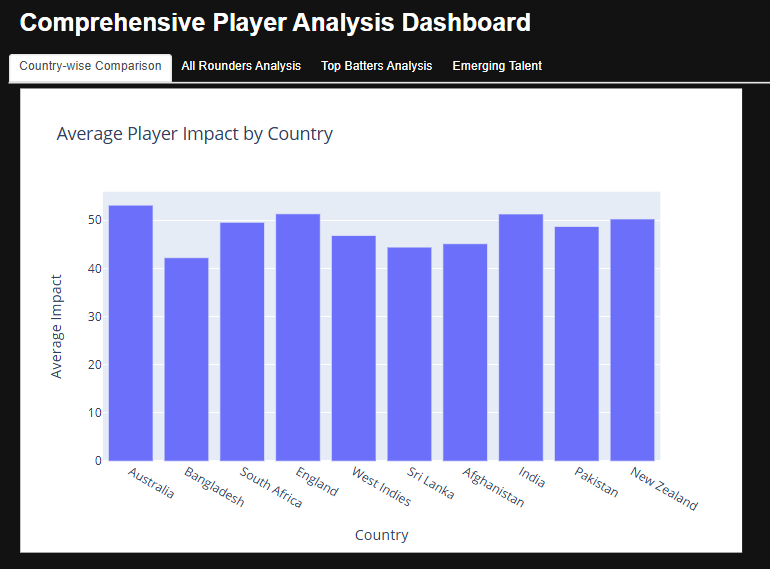 Comprehensive Player Analysis Dashboard
Country-wise Comparison All Rounders Analysis Top Batters Analysis Emerging Talent
Average Player Impact by Country
50
40
30
20
10
0
Average Impact
Australia
Bangladesh
South Africa
England
West Indies
Sri Lanka
Afghanistan
India
Pakistan
New Zealand
Country